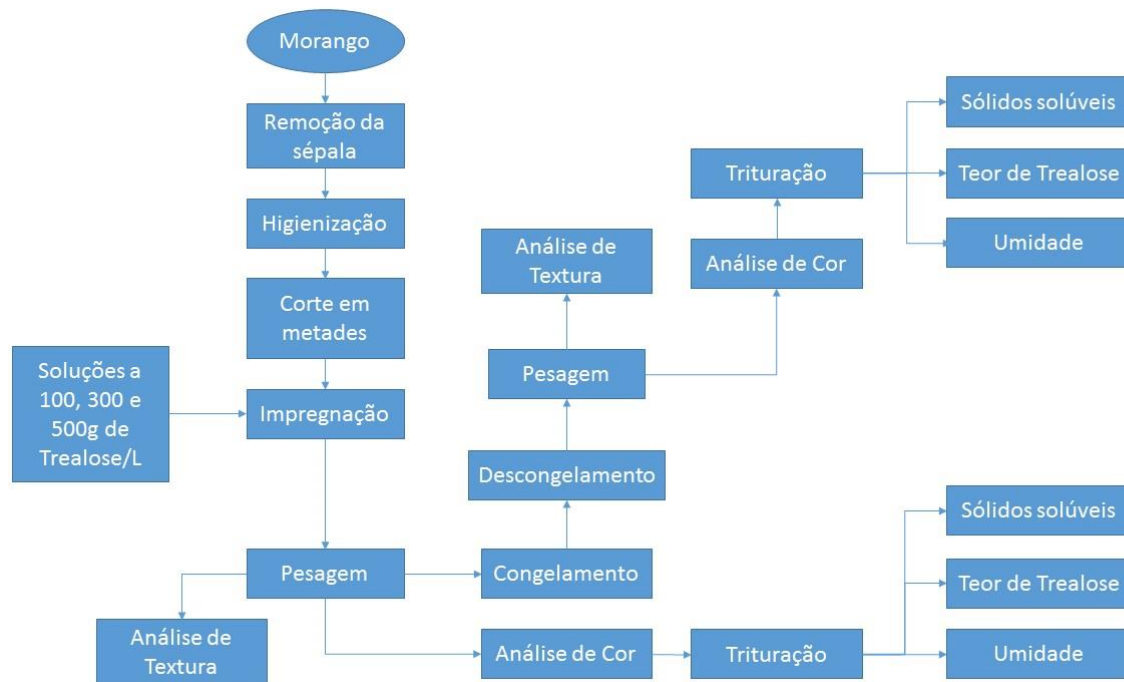 Morango
Remoção da
sépala
Higienização
Corte em
metades
Soluções a
100, 300 e
500g de
Trealose/L
Impregnação
Pesagem
Análise de
Textura
Congelamento
Descongelamento
Pesagem
Análise de
Textura
Análise de Cor
Trituração
Sólidos solúveis
Teor de Trealose
Umidade
Análise de Cor
Trituração
Sólidos solúveis
Teor de Trealose
Umidade